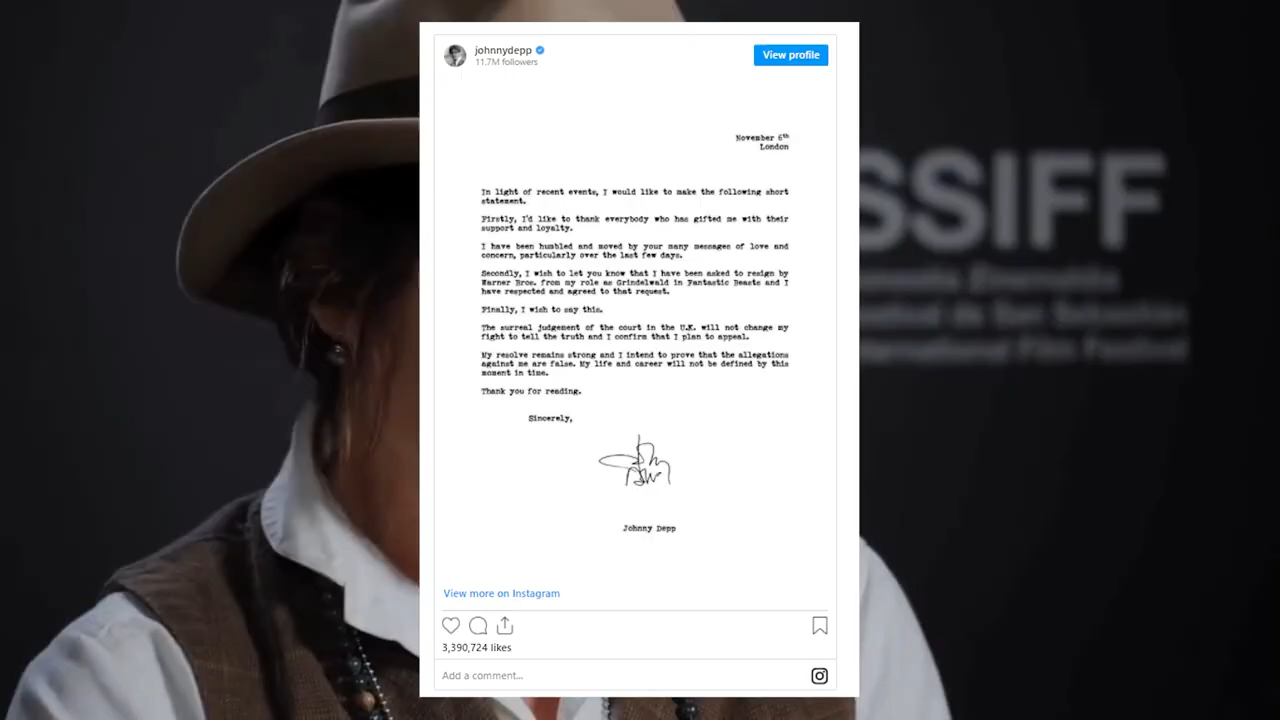 johnnydepp
11.7M followers
View profile
November 6th
London
In light of recent events, I would like to make the following short
statement.
Firstly, I'd like to thank everybody who has gifted me with their
support and loyalty.
I have been humbled and moved by your many messages of love and
concern, particularly over the last few days.
Secondly, I wish to let you know that I have been asked to resign by
Warner Bros. from my role as Grindelwald in Fantastic Beasts and I
have respected and agreed to that request.
Finally, I wish to say this.
The surreal judgement of the court in the U.K. will not change my
fight to tell the truth and I confirm that I plan to appeal.
My resolve remains strong and I intend to prove that the allegations
against me are false. My life and career will not be defined by this
moment in time.
Thank you for reading.
Sincerely,
Johnny Depp
View more on Instagram
3,390,724 likes
Add a comment...
SSIFF